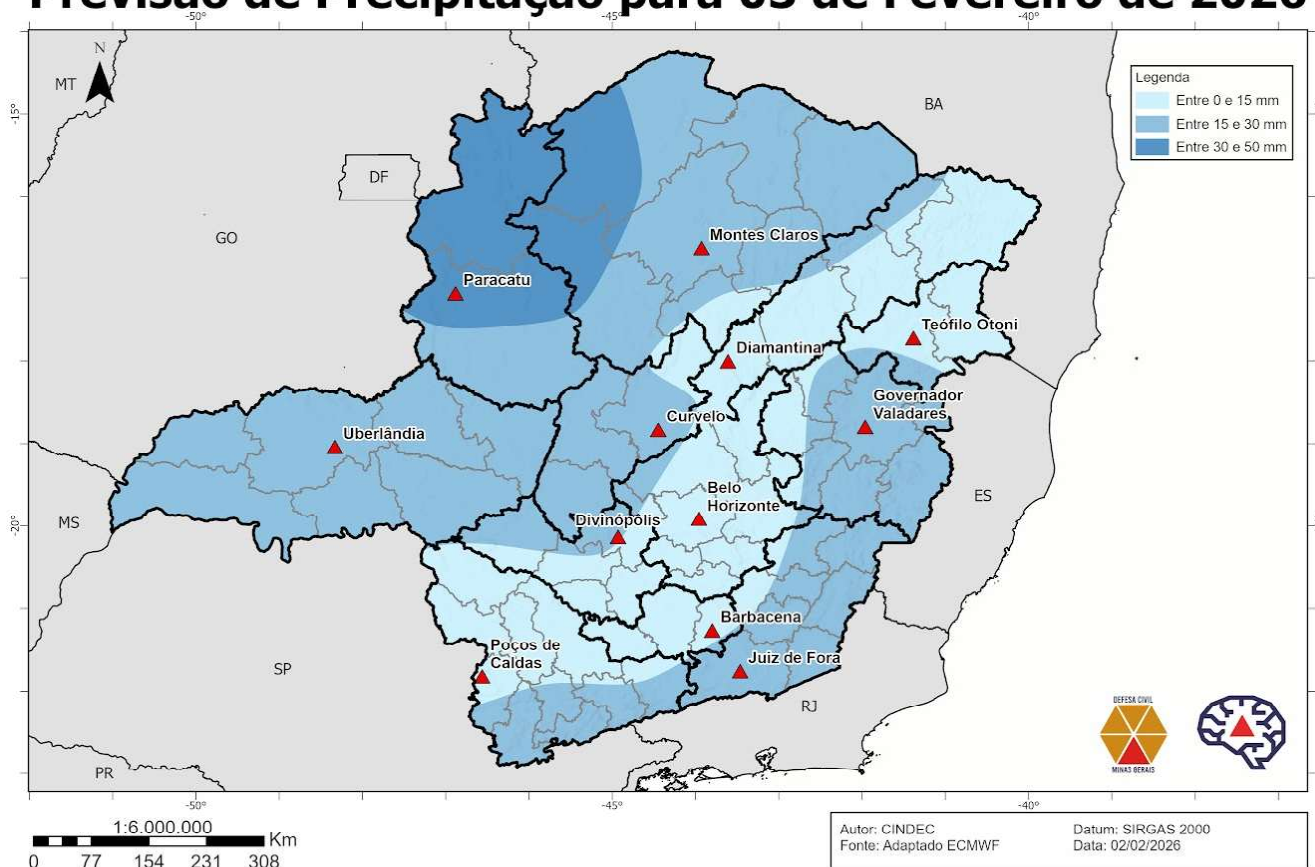 Previsão de Precipitação para 03 de Fevereiro de 2026
-50°
-45°
-40°
N
MT
-15°
BA
Legenda
Entre 0 e 15 mm
Entre 15 e 30 mm
Entre 30 e 50 mm
DF
GO
Montes Claros
Paracatu
Teófilo Otoni
Diamantina
Governador
Valadares
Curvelo
Uberlândia
Belo
Horizonte
ES
MS
-20°
Divinópolis
Barbacena
Poços de
Caldas
Juiz de Fora
SP
RJ
DEFESA CIVIL
MINAS GERAIS
PR
-50°
-45°
-40°
1:6.000.000
Km
0 77 154 231 308
Autor: CINDEC
Datum: SIRGAS 2000
Fonte: Adaptado ECMWF
Data: 02/02/2026